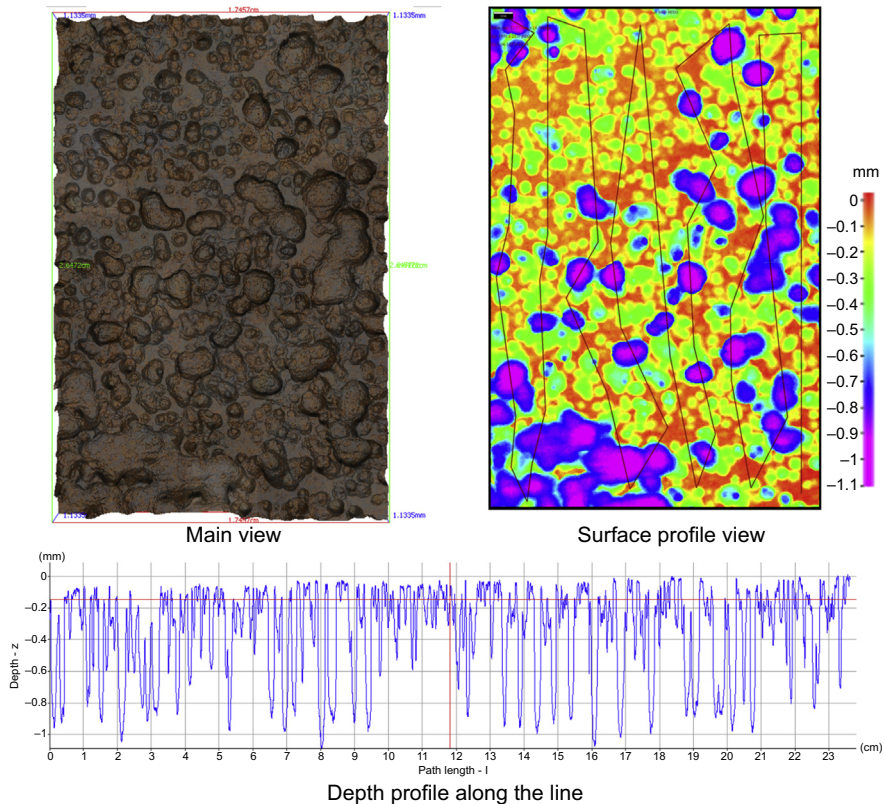 1.7457cm
1.1335mm
1.1335mm
2.6472cm
1.1335mm
1.1335mm
Main view
Surface profile view
mm
0
–0.1
–0.2
–0.3
–0.4
–0.5
–0.6
–0.7
–0.8
–0.9
–1
–1.1
(mm)
0
–0.2
–0.4
–0.6
–0.8
–1
Depth - z
0 1 2 3 4 5 6 7 8 9 10 11 12 13 14 15 16 17 18 19 20 21 22 23 (cm)
Path length - l
Depth profile along the line